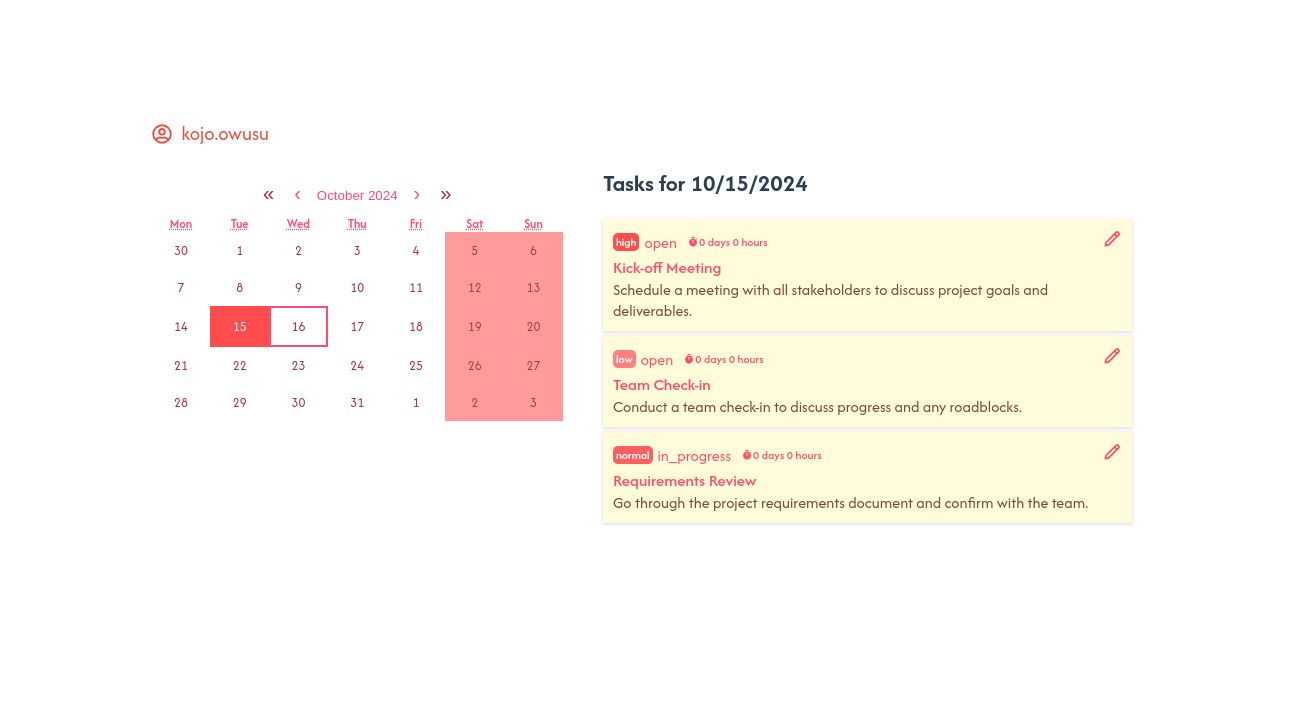 kojo.owusu
« ‹ October 2024 › »
Mon Tue Wed Thu Fri Sat Sun
30 1 2 3 4 5 6
7 8 9 10 11 12 13
14 15 16 17 18 19 20
21 22 23 24 25 26 27
28 29 30 31 1 2 3
Tasks for 10/15/2024
high open 0 days 0 hours
Kick-off Meeting
Schedule a meeting with all stakeholders to discuss project goals and
deliverables.
low open 0 days 0 hours
Team Check-in
Conduct a team check-in to discuss progress and any roadblocks.
normal in_progress 0 days 0 hours
Requirements Review
Go through the project requirements document and confirm with the team.